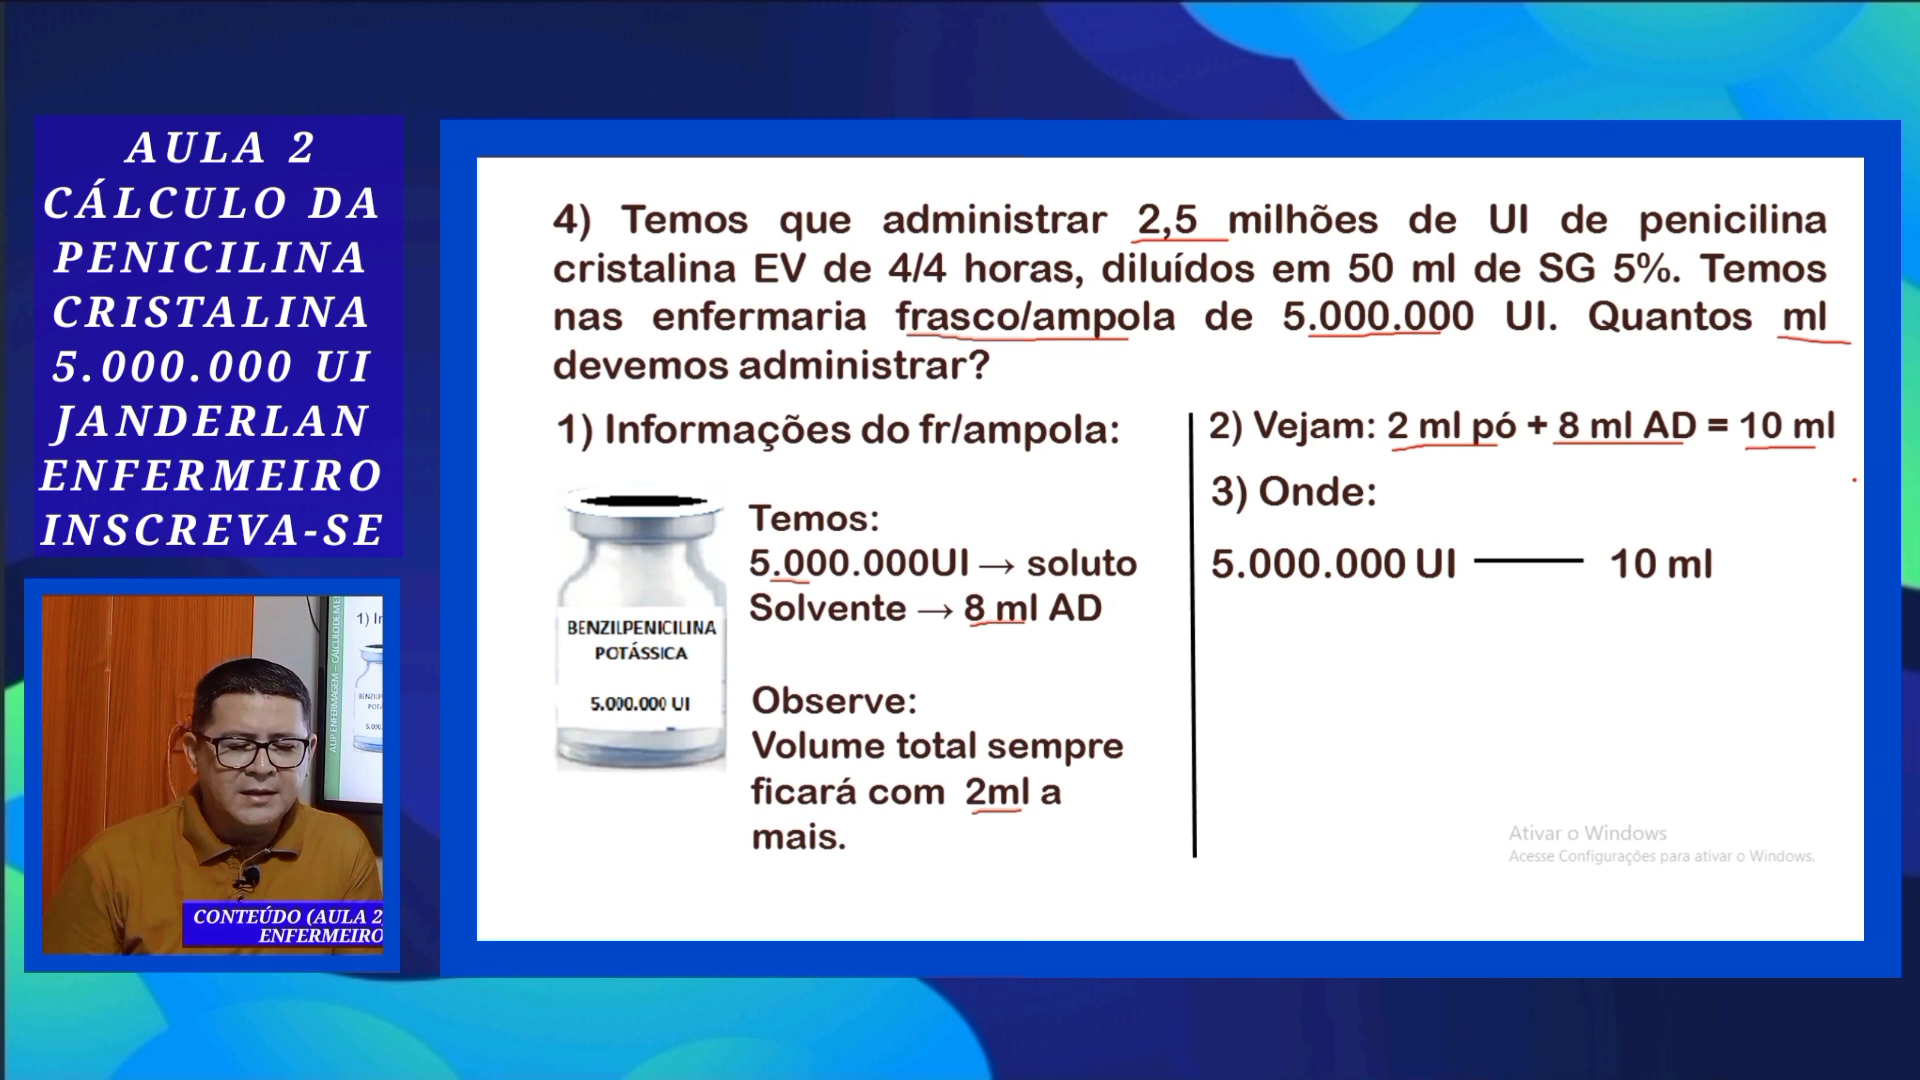 AULA 2
CÁLCULO DA
PENICILINA
CRISTALINA
5.000.000 UI
JANDERLAN
ENFERMEIRO
INSCREVA-SE
4) Temos que administrar 2,5 milhões de UI de penicilina
cristalina EV de 4/4 horas, diluídos em 50 ml de SG 5%. Temos
nas enfermaria frasco/ampola de 5.000.000 UI. Quantos ml
devemos administrar?
1) Informações do fr/ampola:
BENZILPENICILINA
POTÁSSICA
5.000.000 UI
Temos:
5.000.000UI → soluto
Solvente → 8 ml AD
Observe:
Volume total sempre
ficará com 2ml a
mais.
2) Vejam: 2 ml pó + 8 ml AD = 10 ml
3) Onde:
5.000.000 UI —— 10 ml
Ativar o Windows
Acesse Configurações para ativar o Windows.
1) Ir
CONTEÚDO (AULA 2
ENFERMEIRO